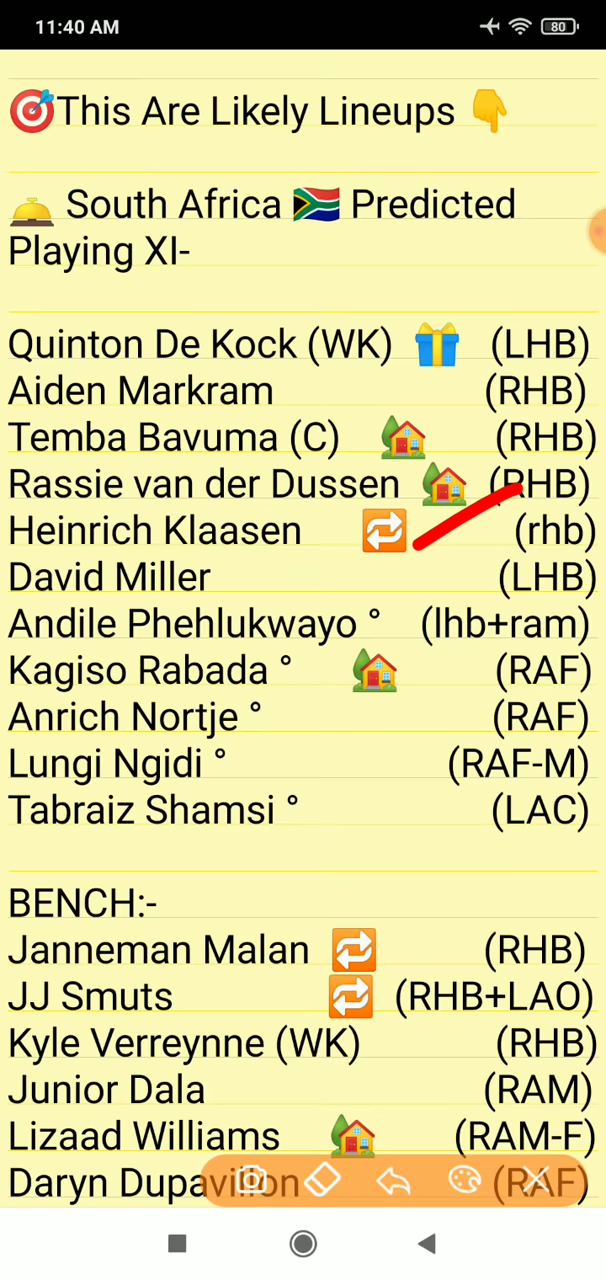 11:40 AM
80
🎯This Are Likely Lineups 👇
🛎 South Africa 🇿🇦 Predicted
Playing XI-
Quinton De Kock (WK) 🎁 (LHB)
Aiden Markram (RHB)
Temba Bavuma (C) 🏡 (RHB)
Rassie van der Dussen 🏡 (RHB)
Heinrich Klaasen 🔁 (rhb)
David Miller (LHB)
Andile Phehlukwayo ° (lhb+ram)
Kagiso Rabada ° 🏡 (RAF)
Anrich Nortje ° (RAF)
Lungi Ngidi ° (RAF-M)
Tabraiz Shamsi ° (LAC)
BENCH:-
Janneman Malan 🔁 (RHB)
JJ Smuts 🔁 (RHB+LAO)
Kyle Verreynne (WK) (RHB)
Junior Dala (RAM)
Lizaad Williams 🏡 (RAM-F)
Daryn Dupavillon (RAF)